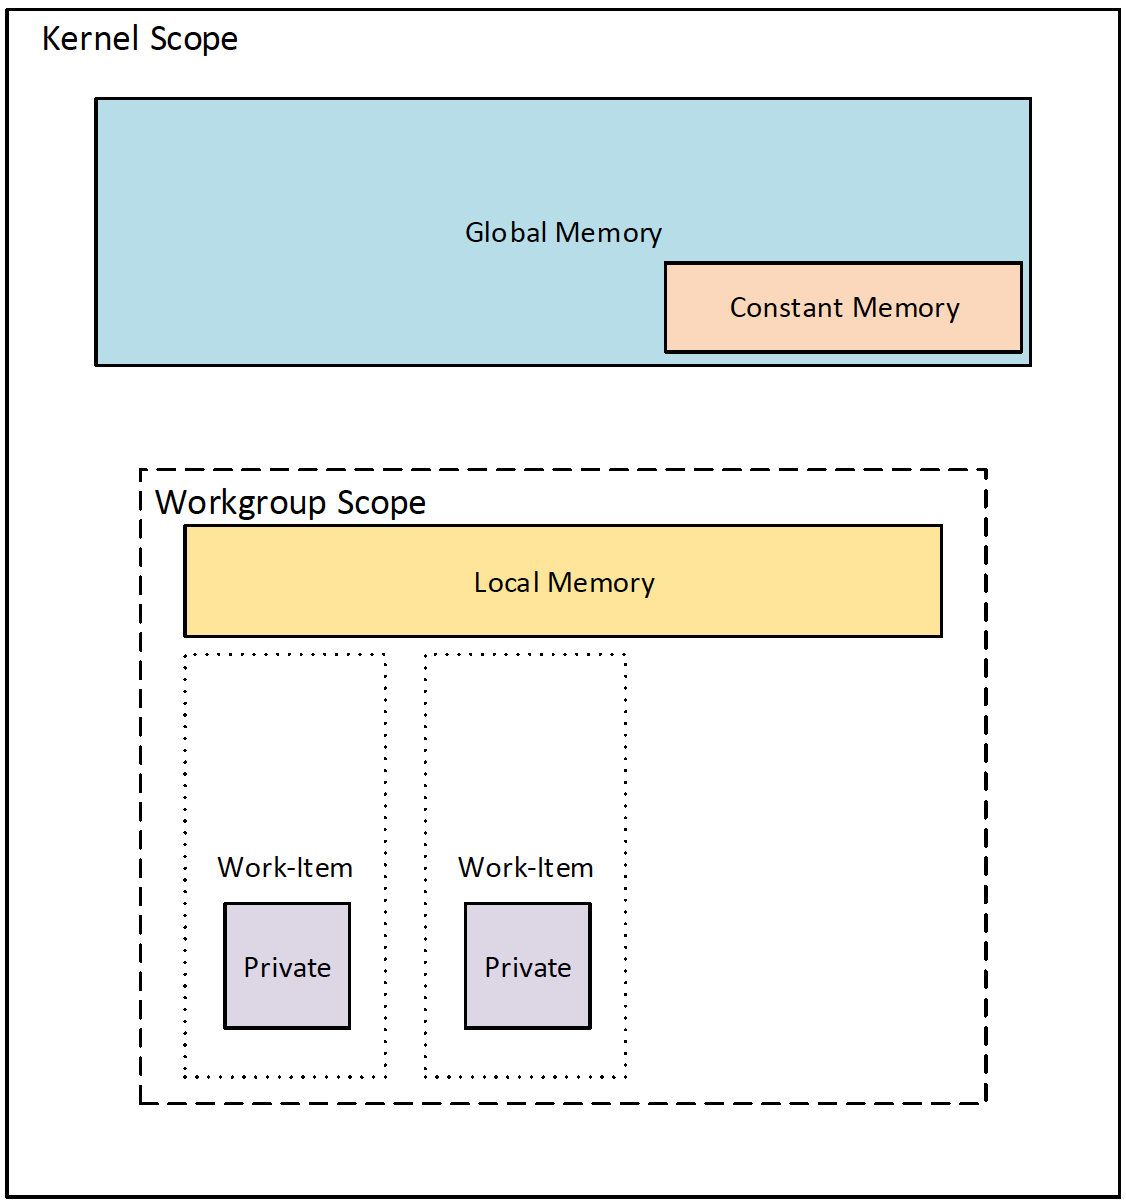 Kernel Scope
Global Memory
Constant Memory
Workgroup Scope
Local Memory
Work-Item
Work-Item
Private
Private